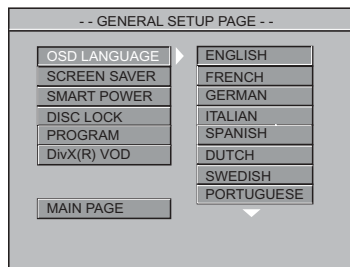 - - GENERAL SETUP PAGE - -
OSD LANGUAGE
SCREEN SAVER
SMART POWER
DISC LOCK
PROGRAM
DivX(R) VOD
MAIN PAGE
ENGLISH
FRENCH
GERMAN
ITALIAN
SPANISH
DUTCH
SWEDISH
PORTUGUESE